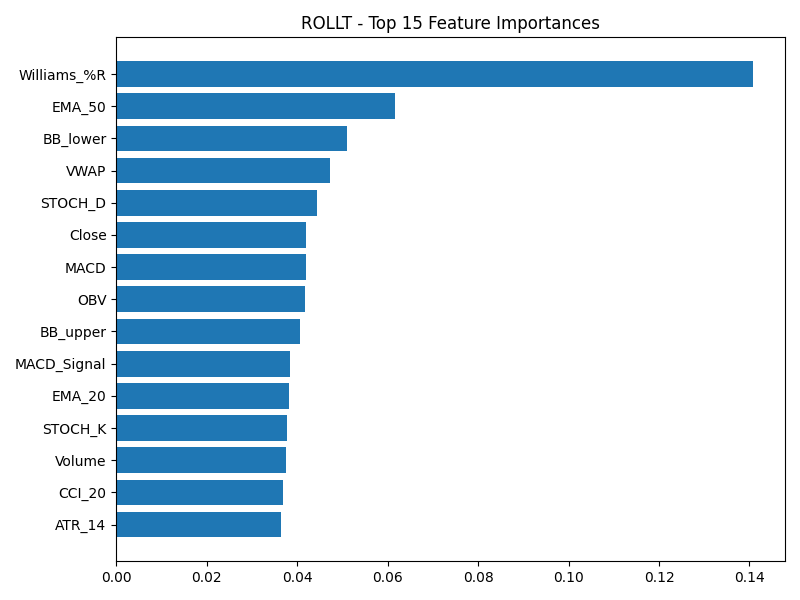 ROLLT - Top 15 Feature Importances
Williams_%R
EMA_50
BB_lower
VWAP
STOCH_D
Close
MACD
OBV
BB_upper
MACD_Signal
EMA_20
STOCH_K
Volume
CCI_20
ATR_14
0.00 0.02 0.04 0.06 0.08 0.10 0.12 0.14